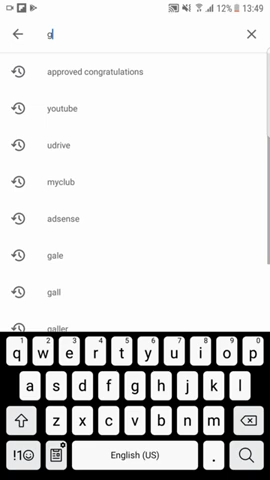 12% 13:49
g
approved congratulations
youtube
udrive
myclub
adsense
gale
gall
galler
1 2 3 4 5 6 7 8 9 0
q w e r t y u i o p
a s d f g h j k l
z x c v b n m
!1☺ English (US) .